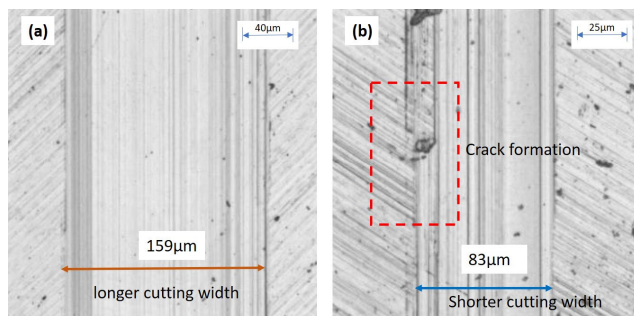 (a)
40μm
159μm
longer cutting width
(b)
25μm
Crack formation
83μm
Shorter cutting width